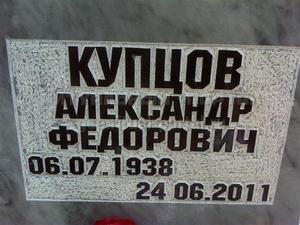 КУПЦОВ
АЛЕКСАНДР
ФЕДОРОВИЧ
06.07.1938
24 06.2011